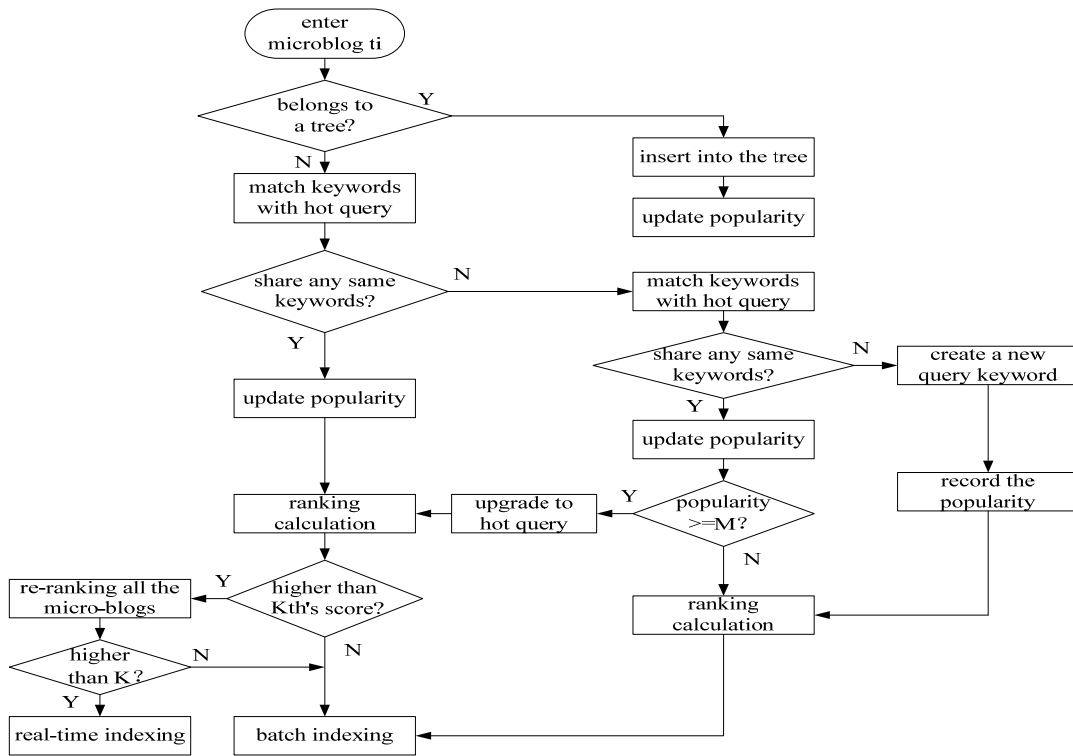 enter
microblog ti
belongs to
a tree?
Y
N
insert into the tree
match keywords
with hot query
update popularity
share any same
keywords?
N
Y
match keywords
with hot query
share any same
keywords?
N
Y
create a new
query keyword
update popularity
update popularity
ranking
calculation
upgrade to
hot query
Y
popularity
>=M?
N
record the
popularity
re-ranking all the
micro-blogs
Y
higher than
Kth's score?
N
ranking
calculation
higher
than K?
N
Y
real-time indexing
batch indexing